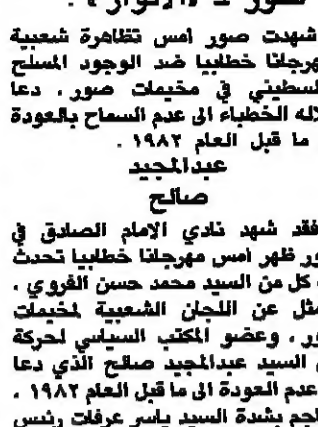 صور ـ «الانوار» :
شهدت صور امس تظاهرة شعبية
مهرجانا خطابيا ضد الوجود المسلح
لسطيني في مخيمات صور، دعا
لاله الخطباء الى عدم السماح بالعودة
ما قبل العام ١٩٨٢ .
عبدالمجيد
صالح
فقد شهد نادي الامام الصادق في
ور ظهر امس مهرجانا خطابيا تحدث
كل من السيد محمد حسن القروي ،
مثل عن اللجان الشعبية لمخيمات
ور ، وعضو المكتب السياسي لحركة
السيد عبدالمجيد صالح الذي دعا
عدم العودة الى ما قبل العام ١٩٨٢ ،
لجم بشدة السيد ياسر عرفات رئيس